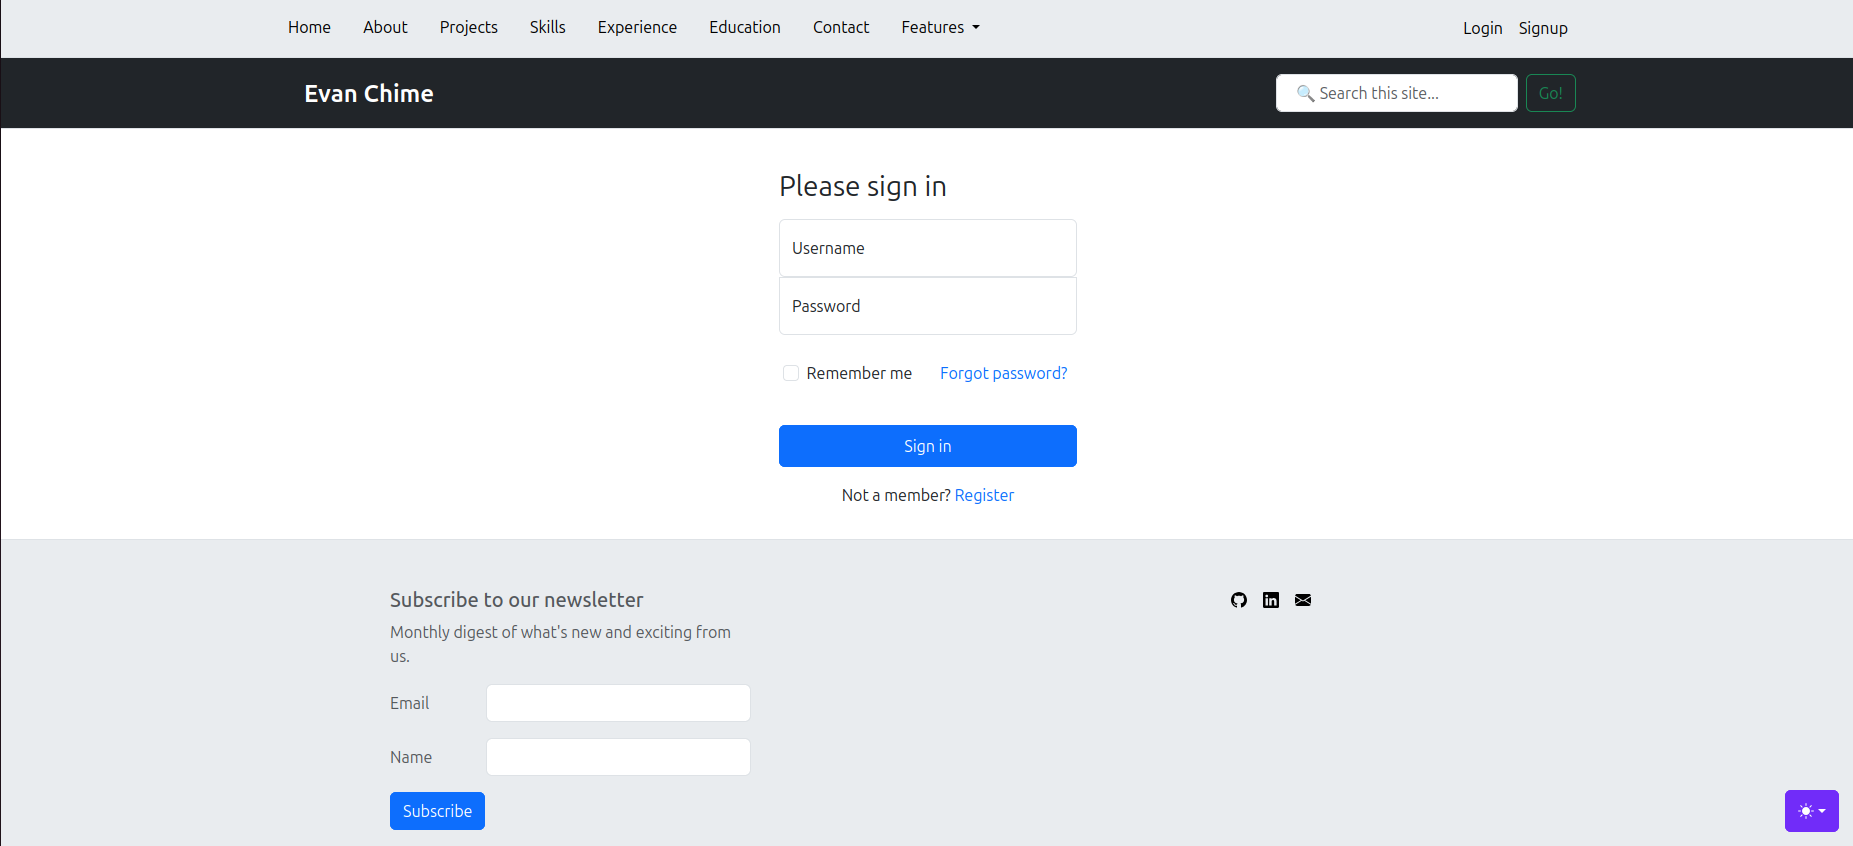 Home About Projects Skills Experience Education Contact Features Login Signup
Evan Chime Search this site... Go!
Please sign in
Username
Password
Remember me Forgot password?
Sign in
Not a member? Register
Subscribe to our newsletter
Monthly digest of what's new and exciting from
us.
Email
Name
Subscribe